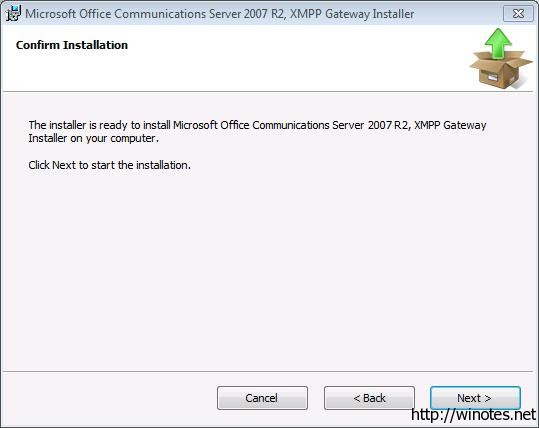 Microsoft Office Communications Server 2007 R2, XMPP Gateway Installer
Confirm Installation
The installer is ready to install Microsoft Office Communications Server 2007 R2, XMPP Gateway
Installer on your computer.
Click Next to start the installation.
Cancel
< Back
Next >
http://winotes.net